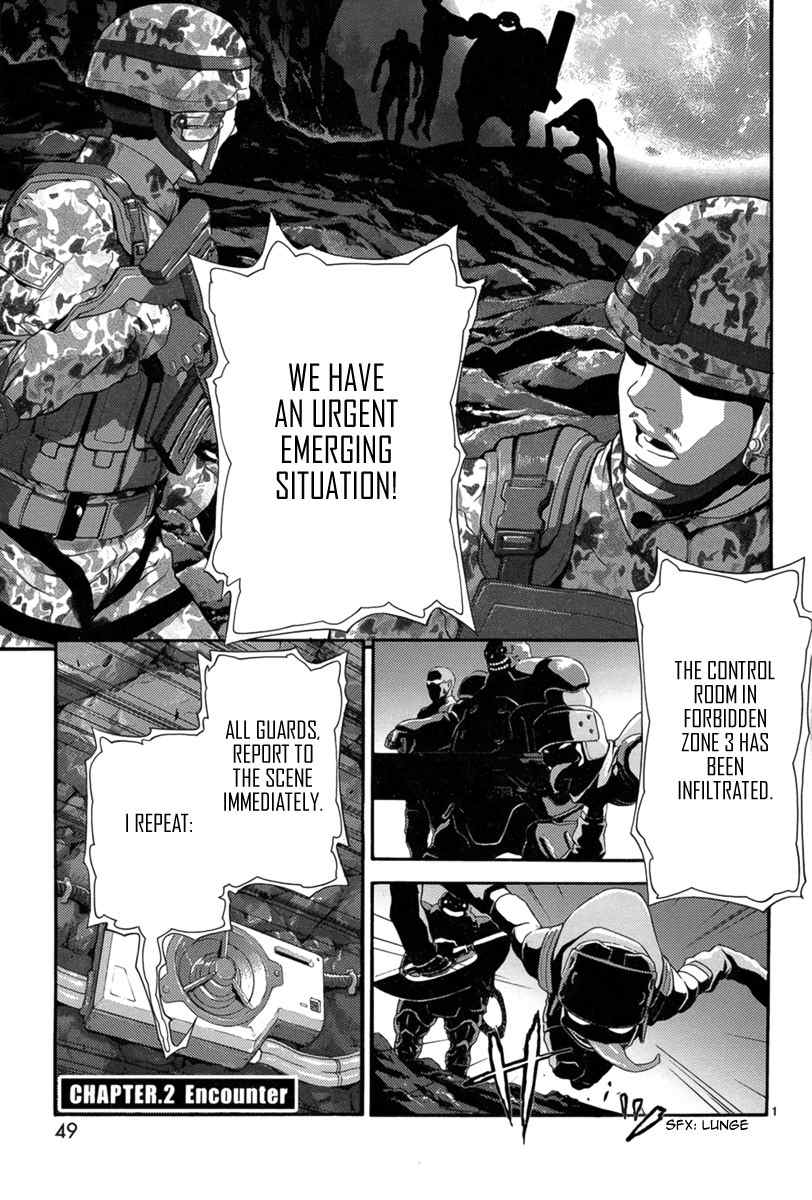 WE HAVE
AN URGENT
EMERGING
SITUATION!
THE CONTROL
ROOM IN
FORBIDDEN
ZONE 3 HAS
BEEN
INFILTRATED.
ALL GUARDS,
REPORT TO
THE SCENE
IMMEDIATELY.
I REPEAT:
SFX: LUNGE
1
CHAPTER.2 Encounter
49